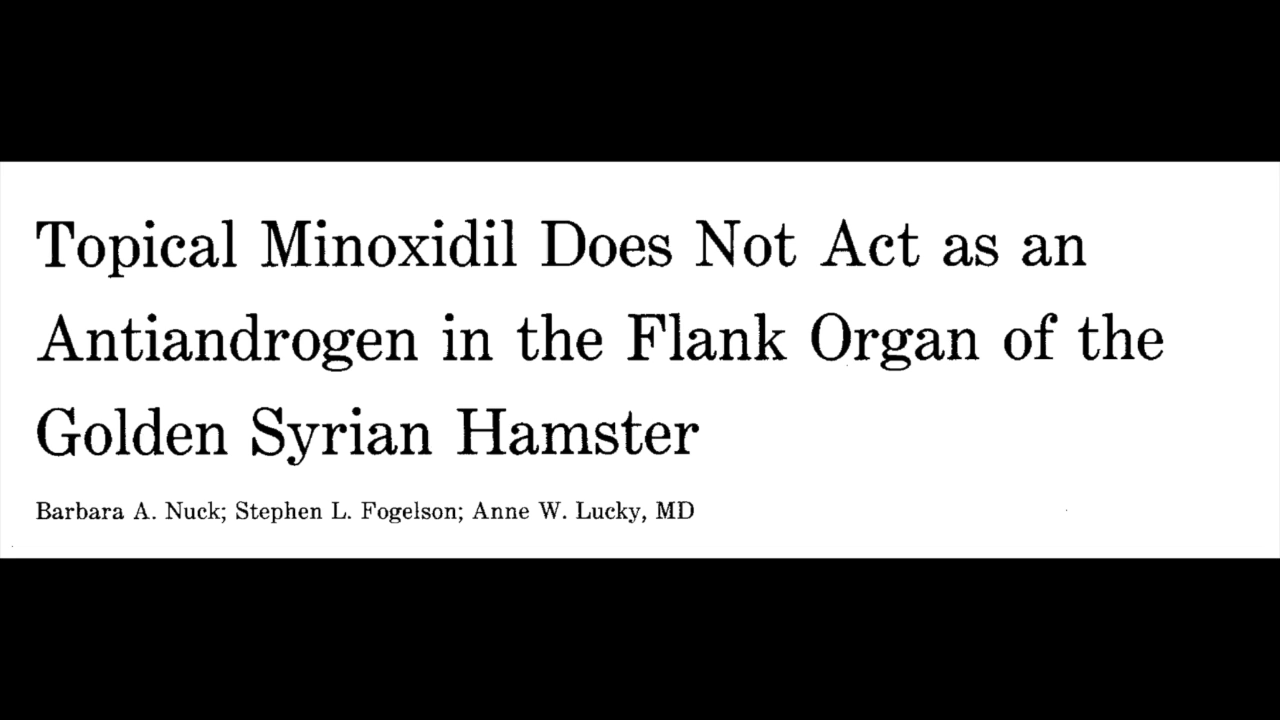 Topical Minoxidil Does Not Act as an
Antiandrogen in the Flank Organ of the
Golden Syrian Hamster
Barbara A. Nuck; Stephen L. Fogelson; Anne W. Lucky, MD